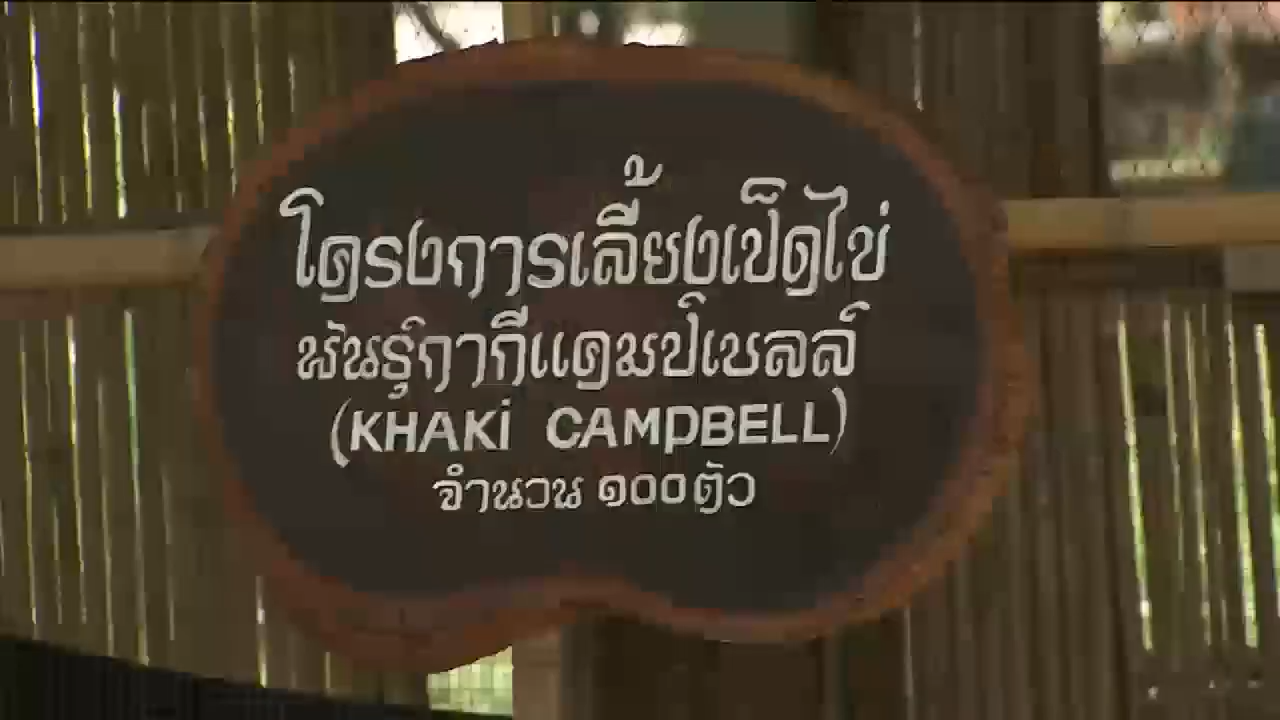 โครงการเลี้ยงเป็ดไข่
พันธุ์กากีแคมป์เบลล์
(KHAKi CAMPBELL)
จำนวน ๑๐๐ ตัว